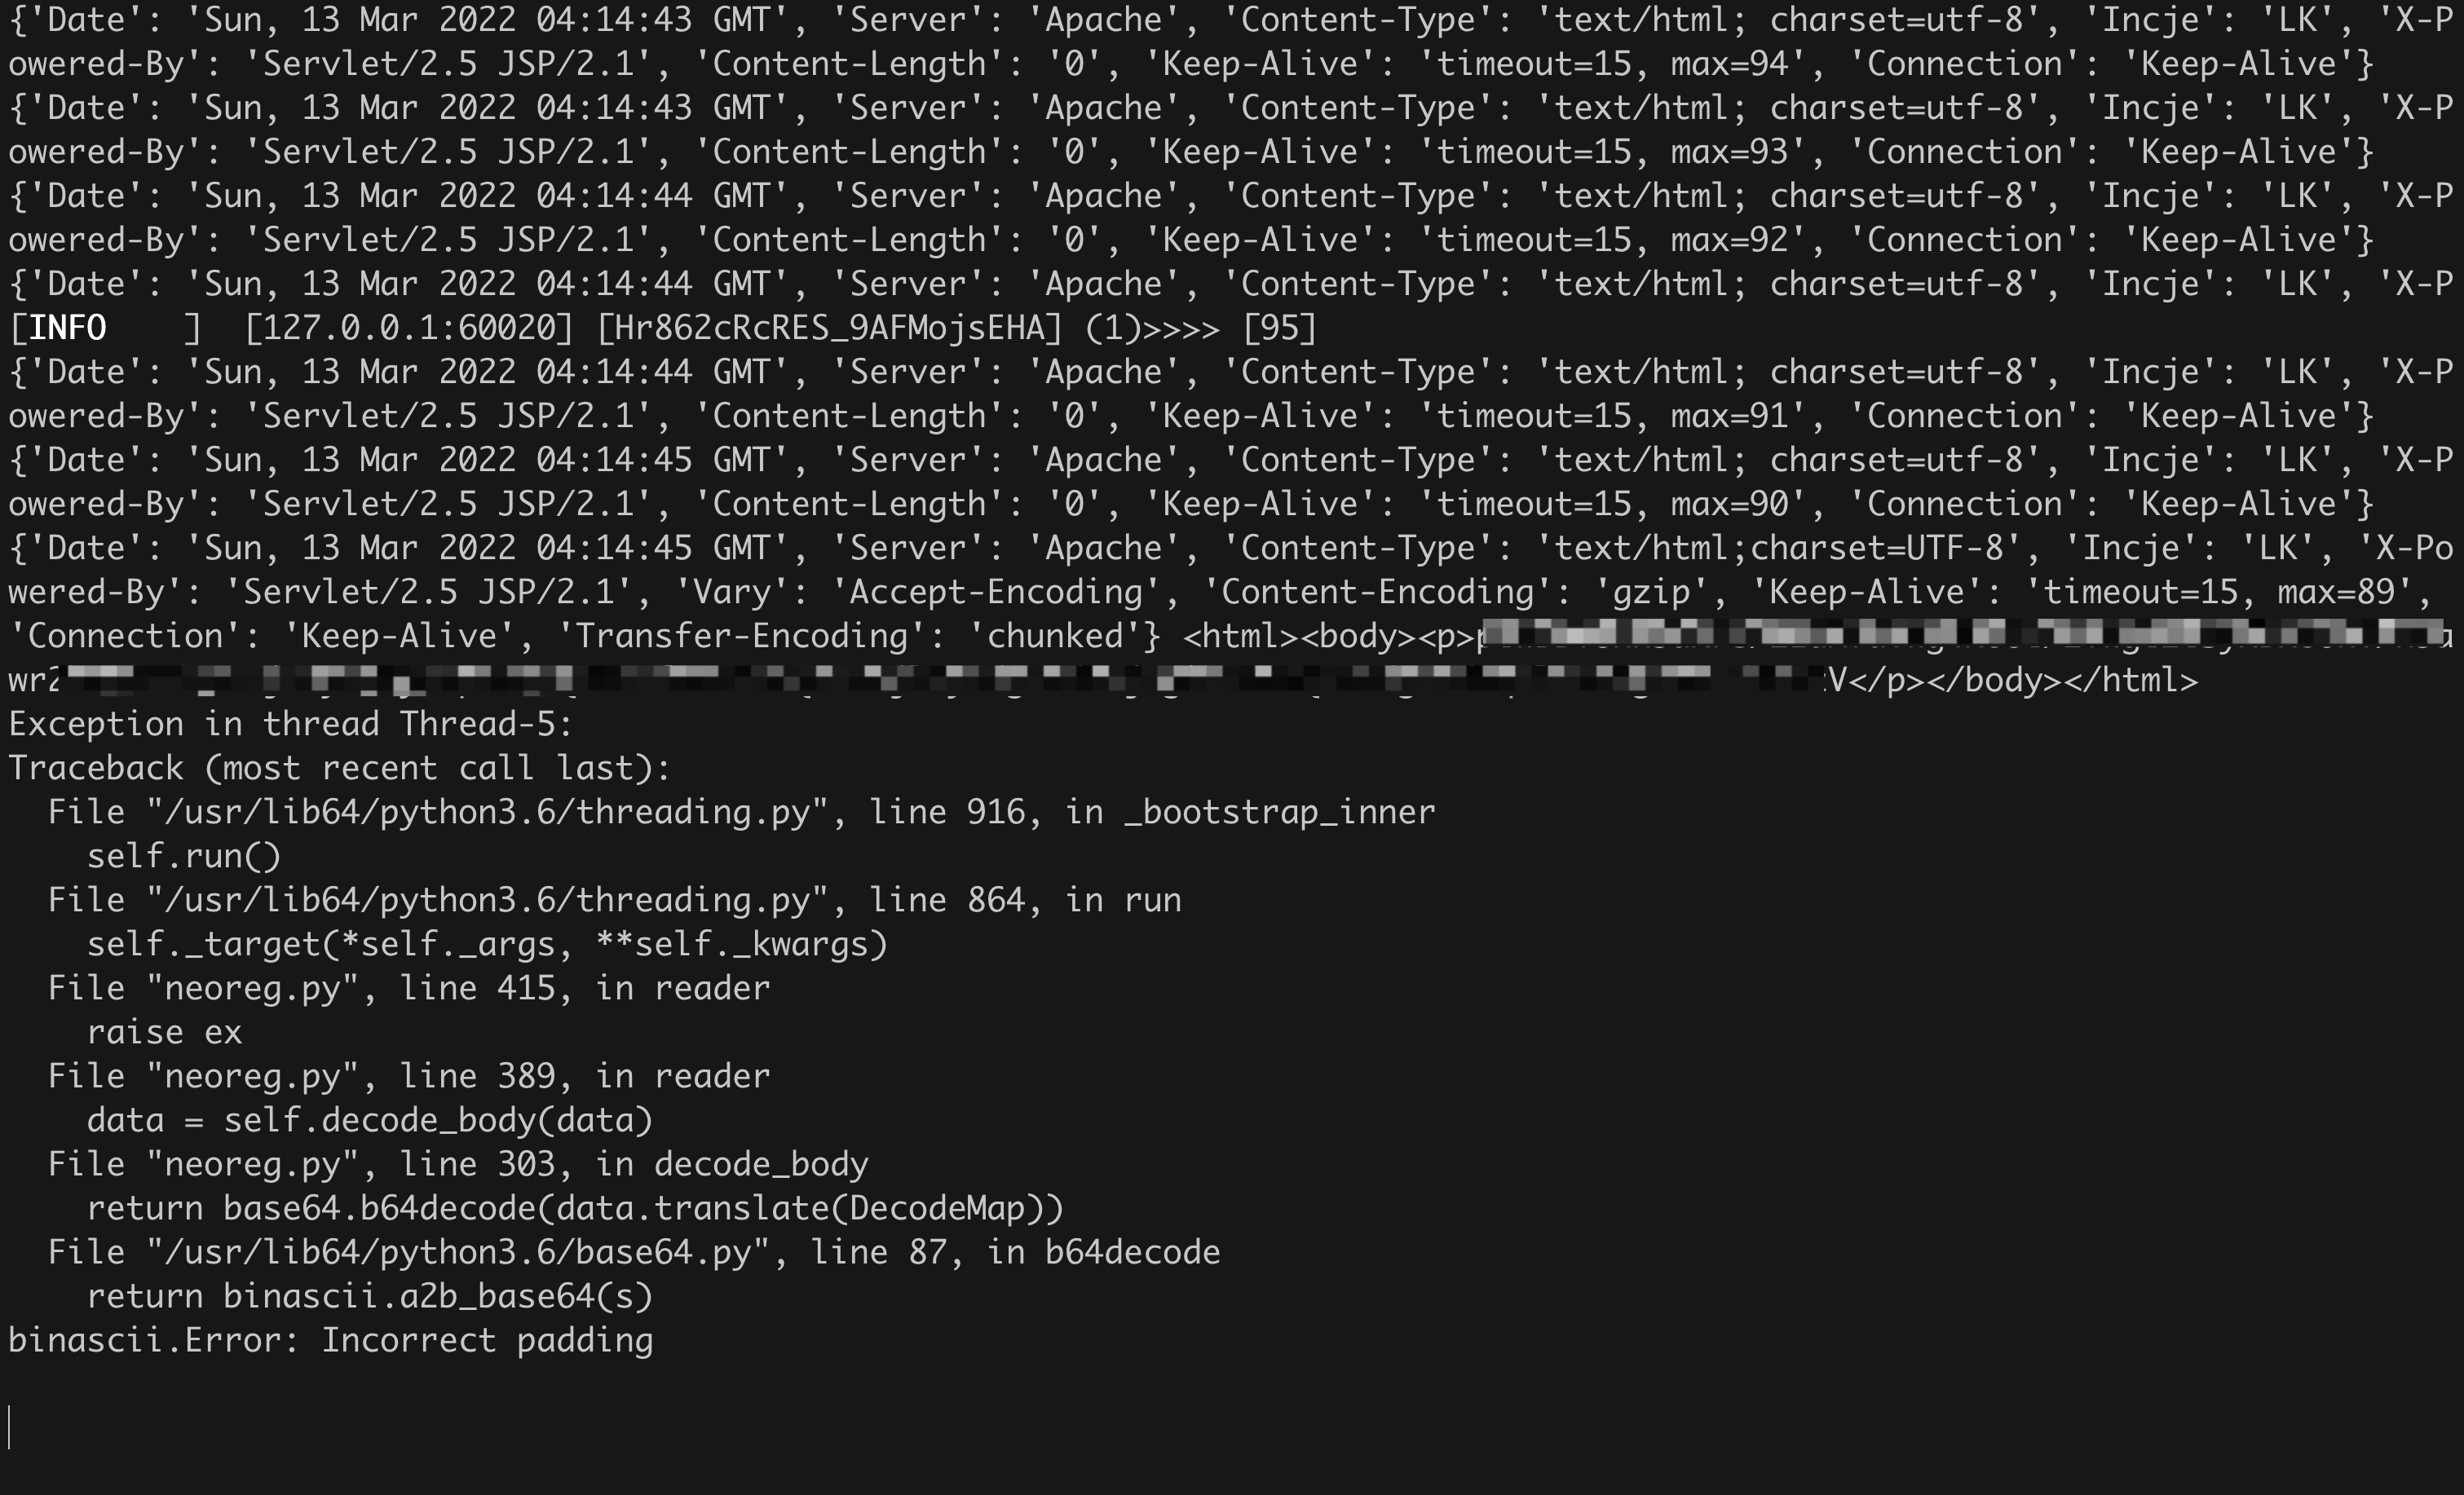 {'Date': 'Sun, 13 Mar 2022 04:14:43 GMT', 'Server': 'Apache', 'Content-Type': 'text/html; charset=utf-8', 'Incje': 'LK', 'X-P
owered-By': 'Servlet/2.5 JSP/2.1', 'Content-Length': '0', 'Keep-Alive': 'timeout=15, max=94', 'Connection': 'Keep-Alive'}
{'Date': 'Sun, 13 Mar 2022 04:14:43 GMT', 'Server': 'Apache', 'Content-Type': 'text/html; charset=utf-8', 'Incje': 'LK', 'X-P
owered-By': 'Servlet/2.5 JSP/2.1', 'Content-Length': '0', 'Keep-Alive': 'timeout=15, max=93', 'Connection': 'Keep-Alive'}
{'Date': 'Sun, 13 Mar 2022 04:14:44 GMT', 'Server': 'Apache', 'Content-Type': 'text/html; charset=utf-8', 'Incje': 'LK', 'X-P
owered-By': 'Servlet/2.5 JSP/2.1', 'Content-Length': '0', 'Keep-Alive': 'timeout=15, max=92', 'Connection': 'Keep-Alive'}
{'Date': 'Sun, 13 Mar 2022 04:14:44 GMT', 'Server': 'Apache', 'Content-Type': 'text/html; charset=utf-8', 'Incje': 'LK', 'X-P
[INFO    ]  [127.0.0.1:60020] [Hr862cRcRES_9AFMojsEHA] (1)>>>> [95]
{'Date': 'Sun, 13 Mar 2022 04:14:44 GMT', 'Server': 'Apache', 'Content-Type': 'text/html; charset=utf-8', 'Incje': 'LK', 'X-P
owered-By': 'Servlet/2.5 JSP/2.1', 'Content-Length': '0', 'Keep-Alive': 'timeout=15, max=91', 'Connection': 'Keep-Alive'}
{'Date': 'Sun, 13 Mar 2022 04:14:45 GMT', 'Server': 'Apache', 'Content-Type': 'text/html; charset=utf-8', 'Incje': 'LK', 'X-P
owered-By': 'Servlet/2.5 JSP/2.1', 'Content-Length': '0', 'Keep-Alive': 'timeout=15, max=90', 'Connection': 'Keep-Alive'}
{'Date': 'Sun, 13 Mar 2022 04:14:45 GMT', 'Server': 'Apache', 'Content-Type': 'text/html;charset=UTF-8', 'Incje': 'LK', 'X-Po
wered-By': 'Servlet/2.5 JSP/2.1', 'Vary': 'Accept-Encoding', 'Content-Encoding': 'gzip', 'Keep-Alive': 'timeout=15, max=89',
'Connection': 'Keep-Alive', 'Transfer-Encoding': 'chunked'} <html><body><p>
V</p></body></html>
Exception in thread Thread-5:
Traceback (most recent call last):
  File "/usr/lib64/python3.6/threading.py", line 916, in _bootstrap_inner
    self.run()
  File "/usr/lib64/python3.6/threading.py", line 864, in run
    self._target(*self._args, **self._kwargs)
  File "neoreg.py", line 415, in reader
    raise ex
  File "neoreg.py", line 389, in reader
    data = self.decode_body(data)
  File "neoreg.py", line 303, in decode_body
    return base64.b64decode(data.translate(DecodeMap))
  File "/usr/lib64/python3.6/base64.py", line 87, in b64decode
    return binascii.a2b_base64(s)
binascii.Error: Incorrect padding